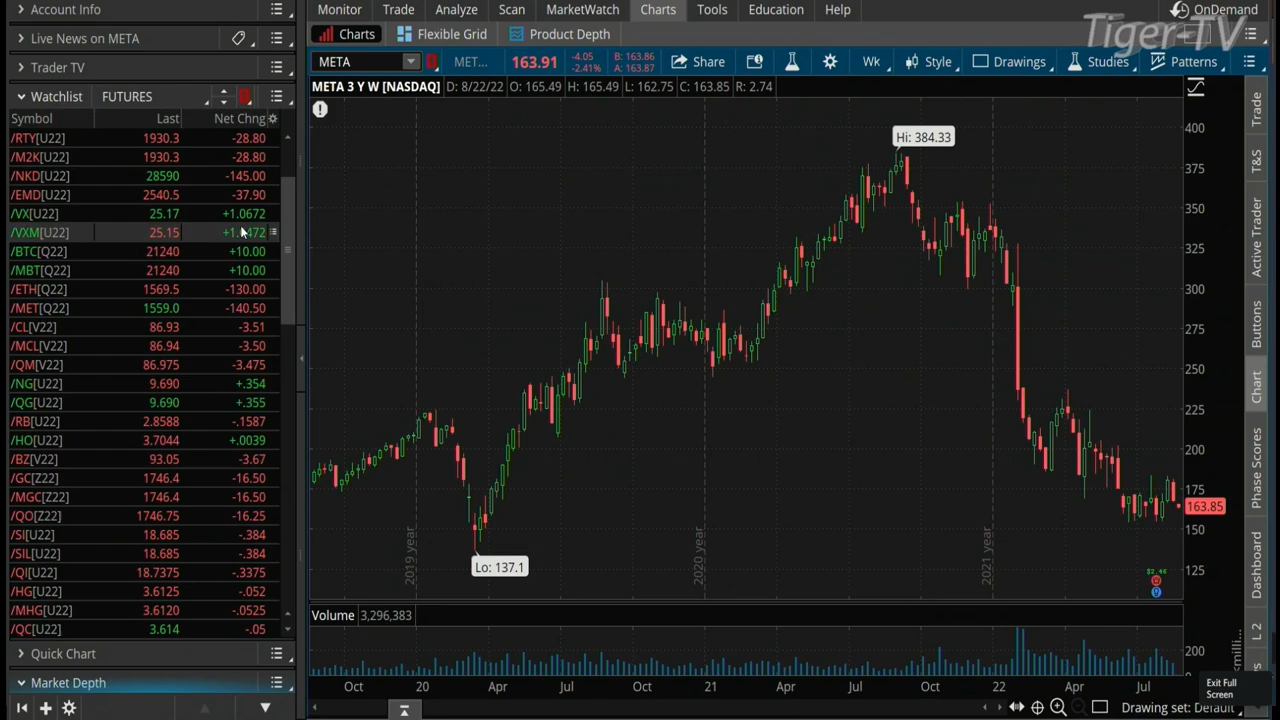 Account Info
Live News on META
Trader TV
Watchlist FUTURES
Symbol Last Net Chng
/RTY[U22] 1930.3 -28.80
/M2K[U22] 1930.3 -28.80
/NKD[U22] 28590 -145.00
/EMD[U22] 2540.5 -37.90
/VX[U22] 25.17 +1.0672
/VXM[U22] 25.15
/BTC[Q22] 21240 +10.00
/MBT[Q22] 21240 +10.00
/ETH[Q22] 1569.5 -130.00
/MET[Q22] 1559.0 -140.50
/CL[V22] 86.93 -3.51
/MCL[V22] 86.94 -3.50
/QM[V22] 86.975 -3.475
/NG[U22] 9.690 +.354
/QG[U22] 9.690 +.355
/RB[U22] 2.8588 -.1587
/HO[U22] 3.7044 +.0039
/BZ[V22] 93.05 -3.67
/GC[Z22] 1746.4 -16.50
/MGC[Z22] 1746.4 -16.50
/QO[Z22] 1746.75 -16.25
/SI[U22] 18.685 -.384
/SIL[U22] 18.685 -.384
/QI[U22] 18.7375 -.3375
/HG[U22] 3.6125 -.052
/MHG[U22] 3.6120 -.0525
/QC[U22] 3.614 -.05
Quick Chart
Market Depth
Monitor Trade Analyze Scan MarketWatch Charts Tools Education Help
OnDemand
Tiger-TV
Charts Flexible Grid Product Depth
META MET... 163.91 -4.05 -2.41% B: 163.86 A: 163.87 Share Wk Style Drawings Studies Patterns
META 3 Y W [NASDAQ] D: 8/22/22 O: 165.49 H: 165.49 L: 162.75 C: 163.85 R: 2.74
Hi: 384.33
Lo: 137.1
2019 year
2020 year
2021 year
$2.46
400
375
350
325
300
275
250
225
200
175
163.85
150
125
Volume 3,296,383
200
Oct 20 Apr Jul Oct 21 Apr Jul Oct 22 Apr Jul
Drawing set: Default
Exit Full
Screen
Trade
T&S
Active Trader
Buttons
Chart
Phase Scores
Dashboard
L 2